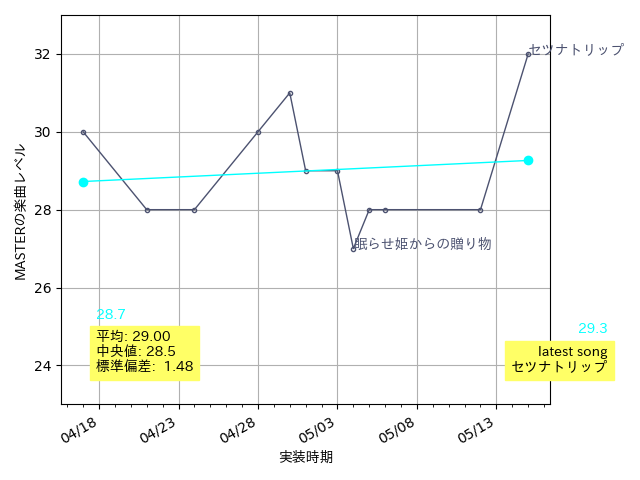 32
30
28
26
24
MASTERの楽曲レベル
セツナトリップ
眠らせ姫からの贈り物
28.7
平均: 29.00
中央値: 28.5
標準偏差: 1.48
29.3
latest song
セツナトリップ
04/18
04/23
04/28
05/03
05/08
05/13
実装時期